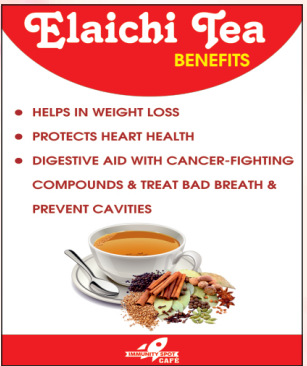 Elaichi Tea
BENEFITS
HELPS IN WEIGHT LOSS
PROTECTS HEART HEALTH
DIGESTIVE AID WITH CANCER-FIGHTING
COMPOUNDS & TREAT BAD BREATH &
PREVENT CAVITIES
IMMUNITY SPOT
CAFÉ